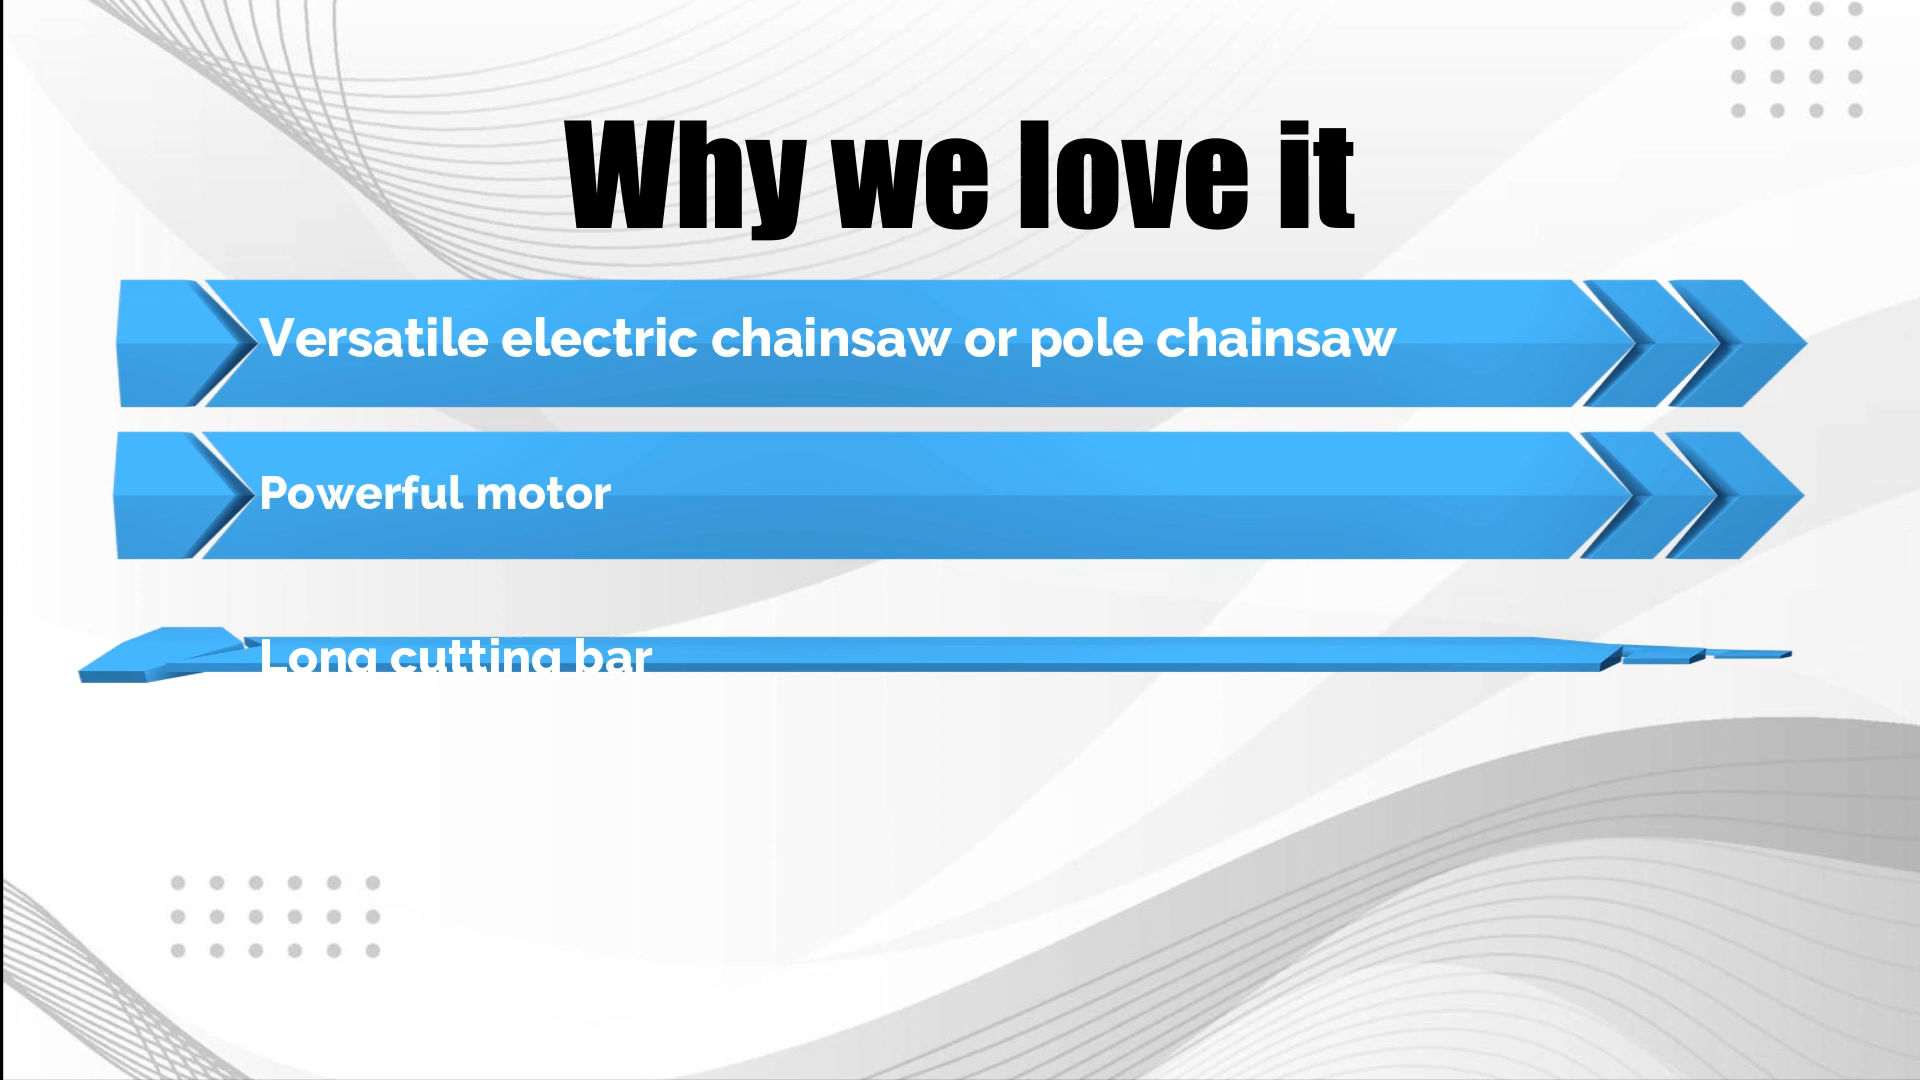 Why we love it
Versatile electric chainsaw or pole chainsaw
Powerful motor
Long cutting bar